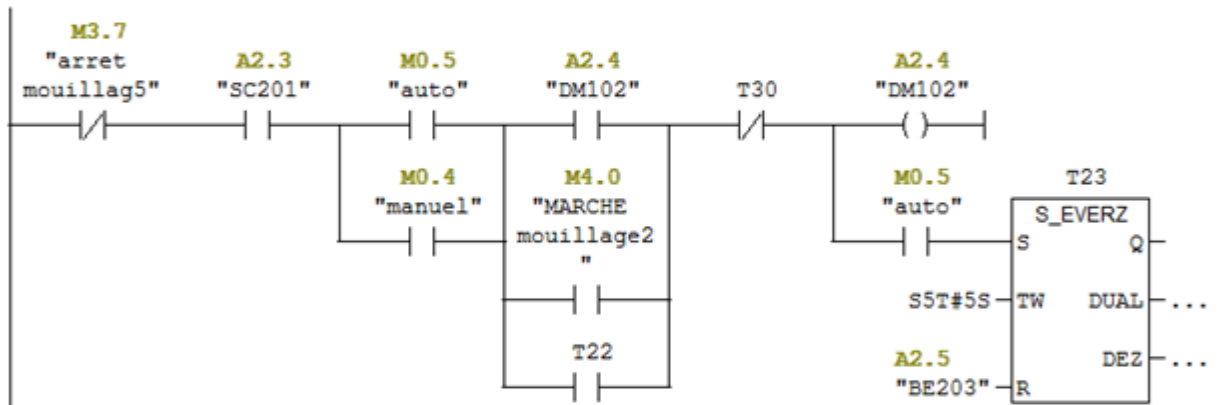 M3.7
"arret
mouillag5"
A2.3
"SC201"
M0.5
"auto"
A2.4
"DM102"
T30
A2.4
"DM102"
M0.4
"manuel"
M4.0
"MARCHE
mouillage2
"
T22
M0.5
"auto"
T23
S_EVERZ
S
Q
S5T#5S
TW
DUAL
...
A2.5
"BE203"
R
DEZ
...